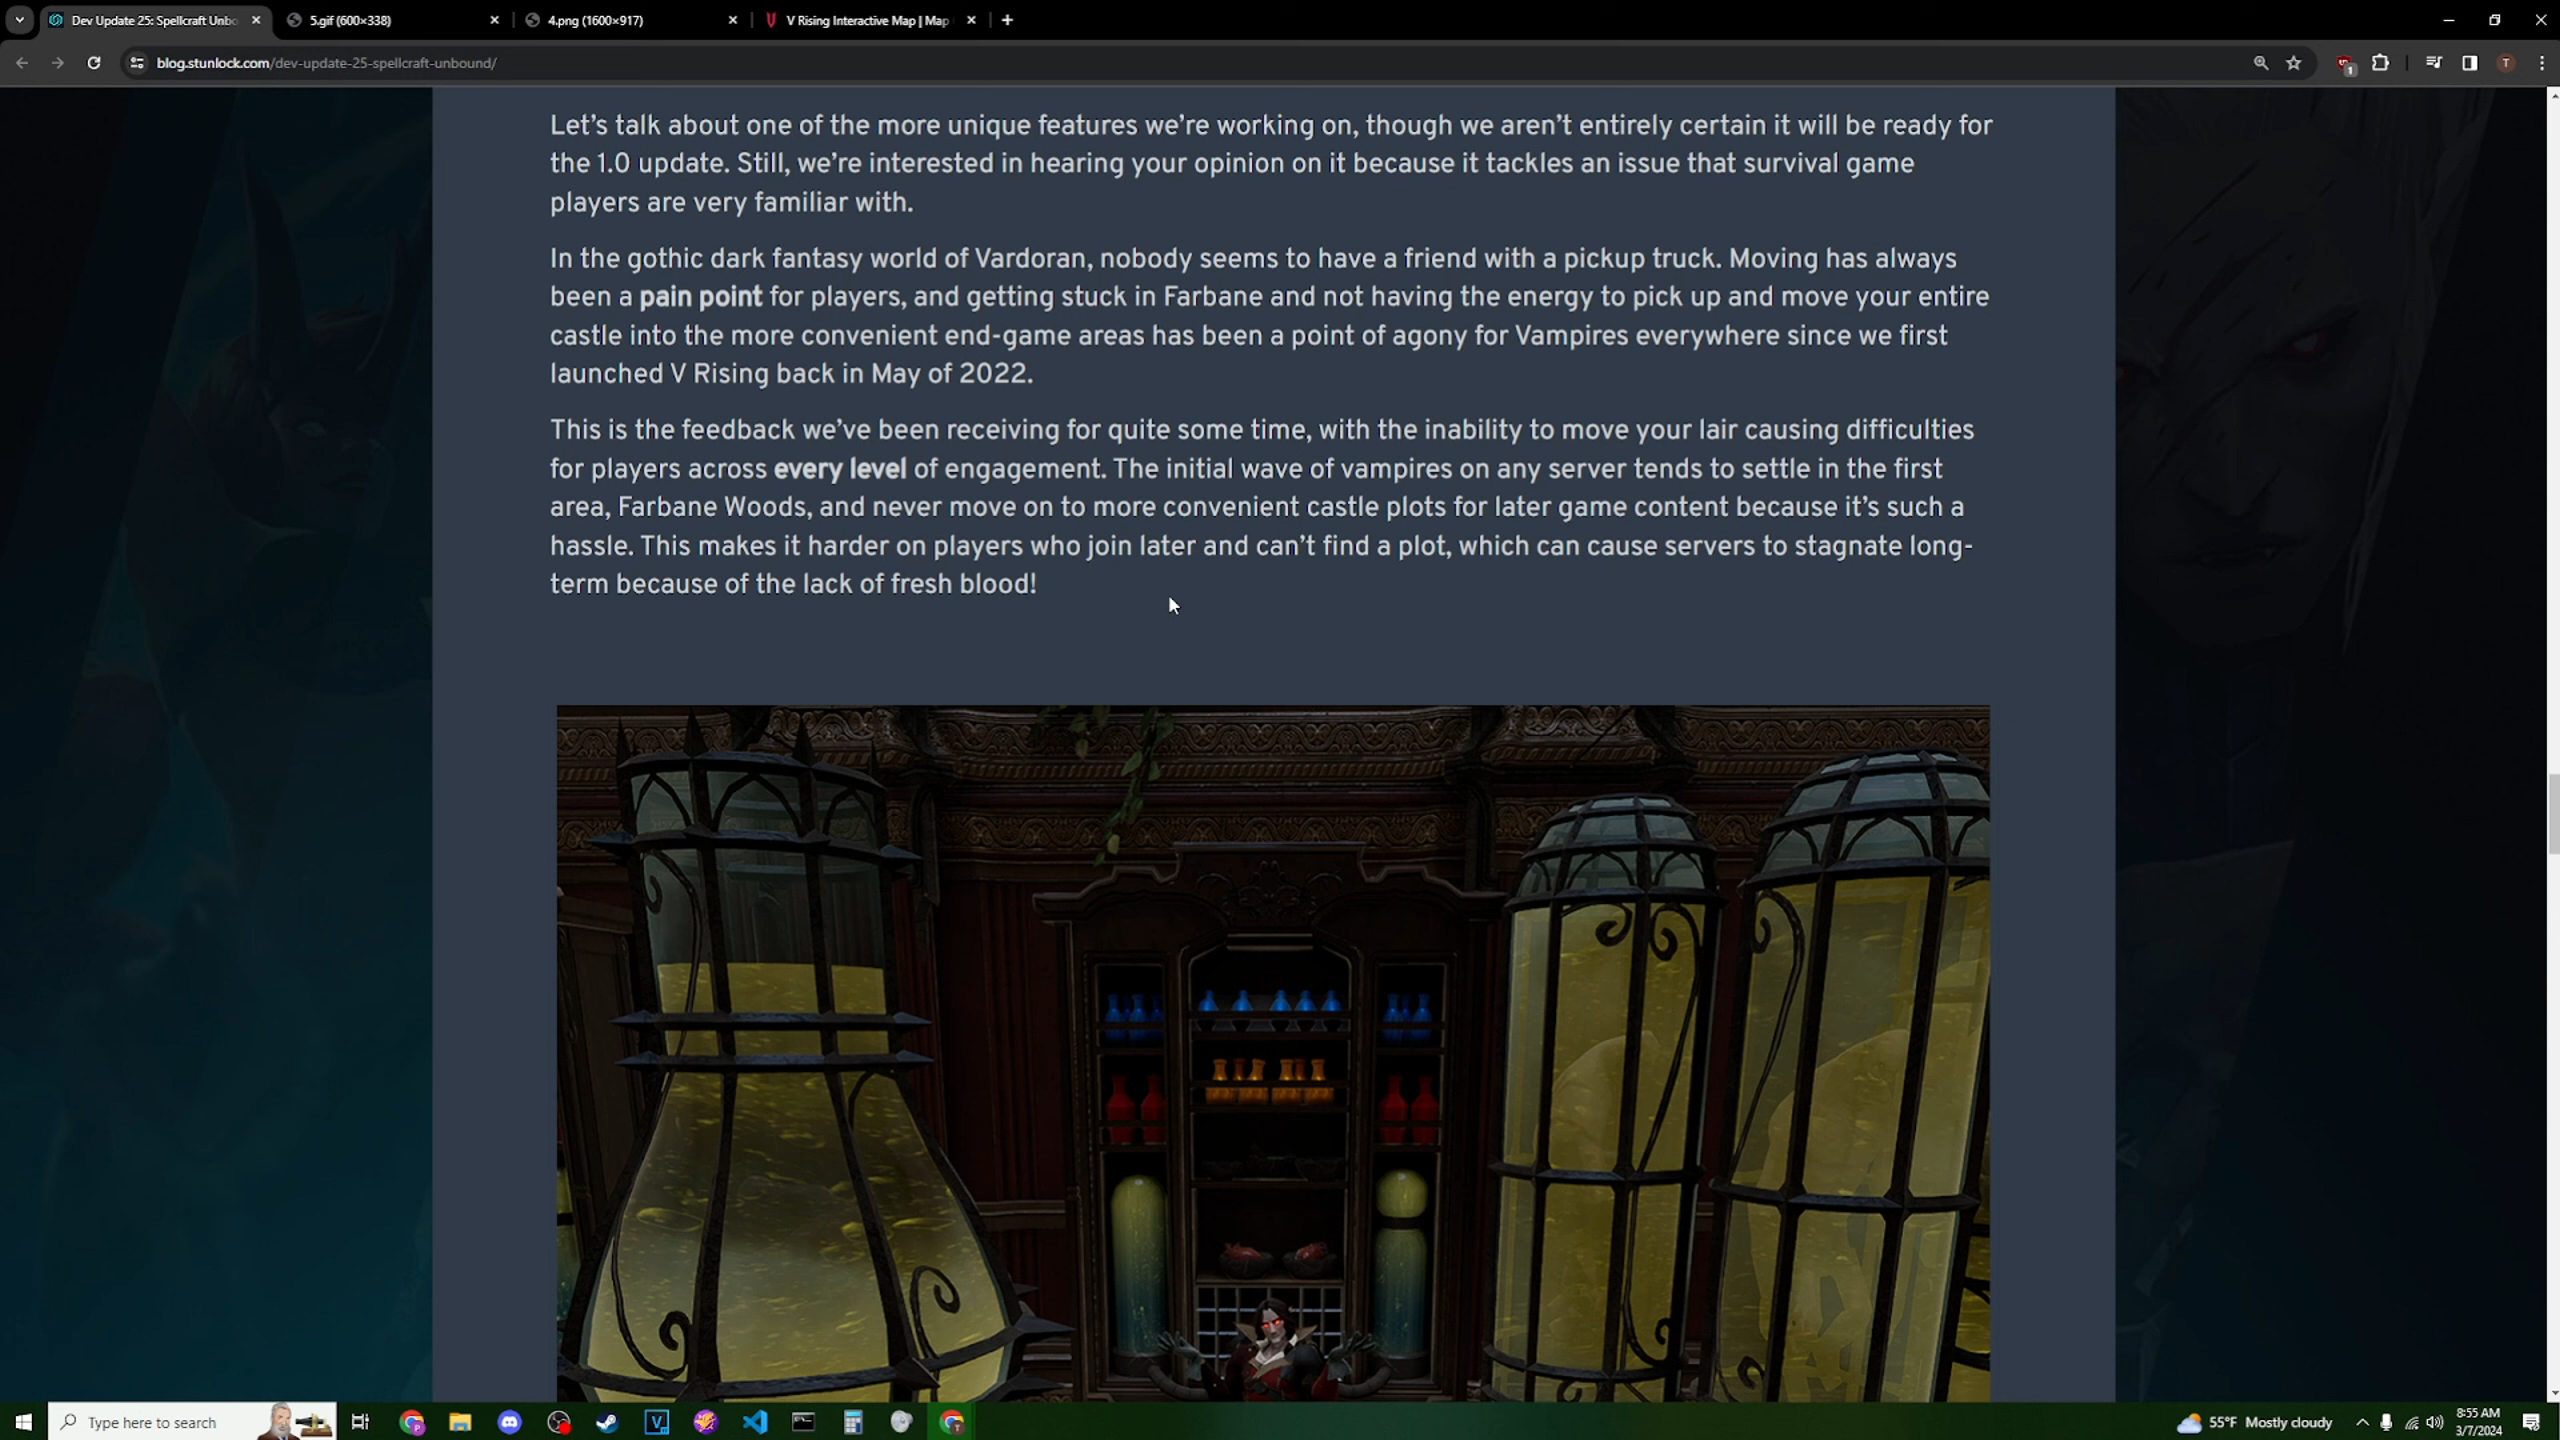 Dev Update 25: Spellcraft Unbo
5.gif (600×338)
4.png (1600×917)
V Rising Interactive Map | Map
blog.stunlock.com/dev-update-25-spellcraft-unbound/
1
T
Let's talk about one of the more unique features we're working on, though we aren't entirely certain it will be ready for
the 1.0 update. Still, we're interested in hearing your opinion on it because it tackles an issue that survival game
players are very familiar with.
In the gothic dark fantasy world of Vardoran, nobody seems to have a friend with a pickup truck. Moving has always
been a pain point for players, and getting stuck in Farbane and not having the energy to pick up and move your entire
castle into the more convenient end-game areas has been a point of agony for Vampires everywhere since we first
launched V Rising back in May of 2022.
This is the feedback we've been receiving for quite some time, with the inability to move your lair causing difficulties
for players across every level of engagement. The initial wave of vampires on any server tends to settle in the first
area, Farbane Woods, and never move on to more convenient castle plots for later game content because it's such a
hassle. This makes it harder on players who join later and can't find a plot, which can cause servers to stagnate long-
term because of the lack of fresh blood!
Type here to search
55°F Mostly cloudy
8:55 AM
3/7/2024